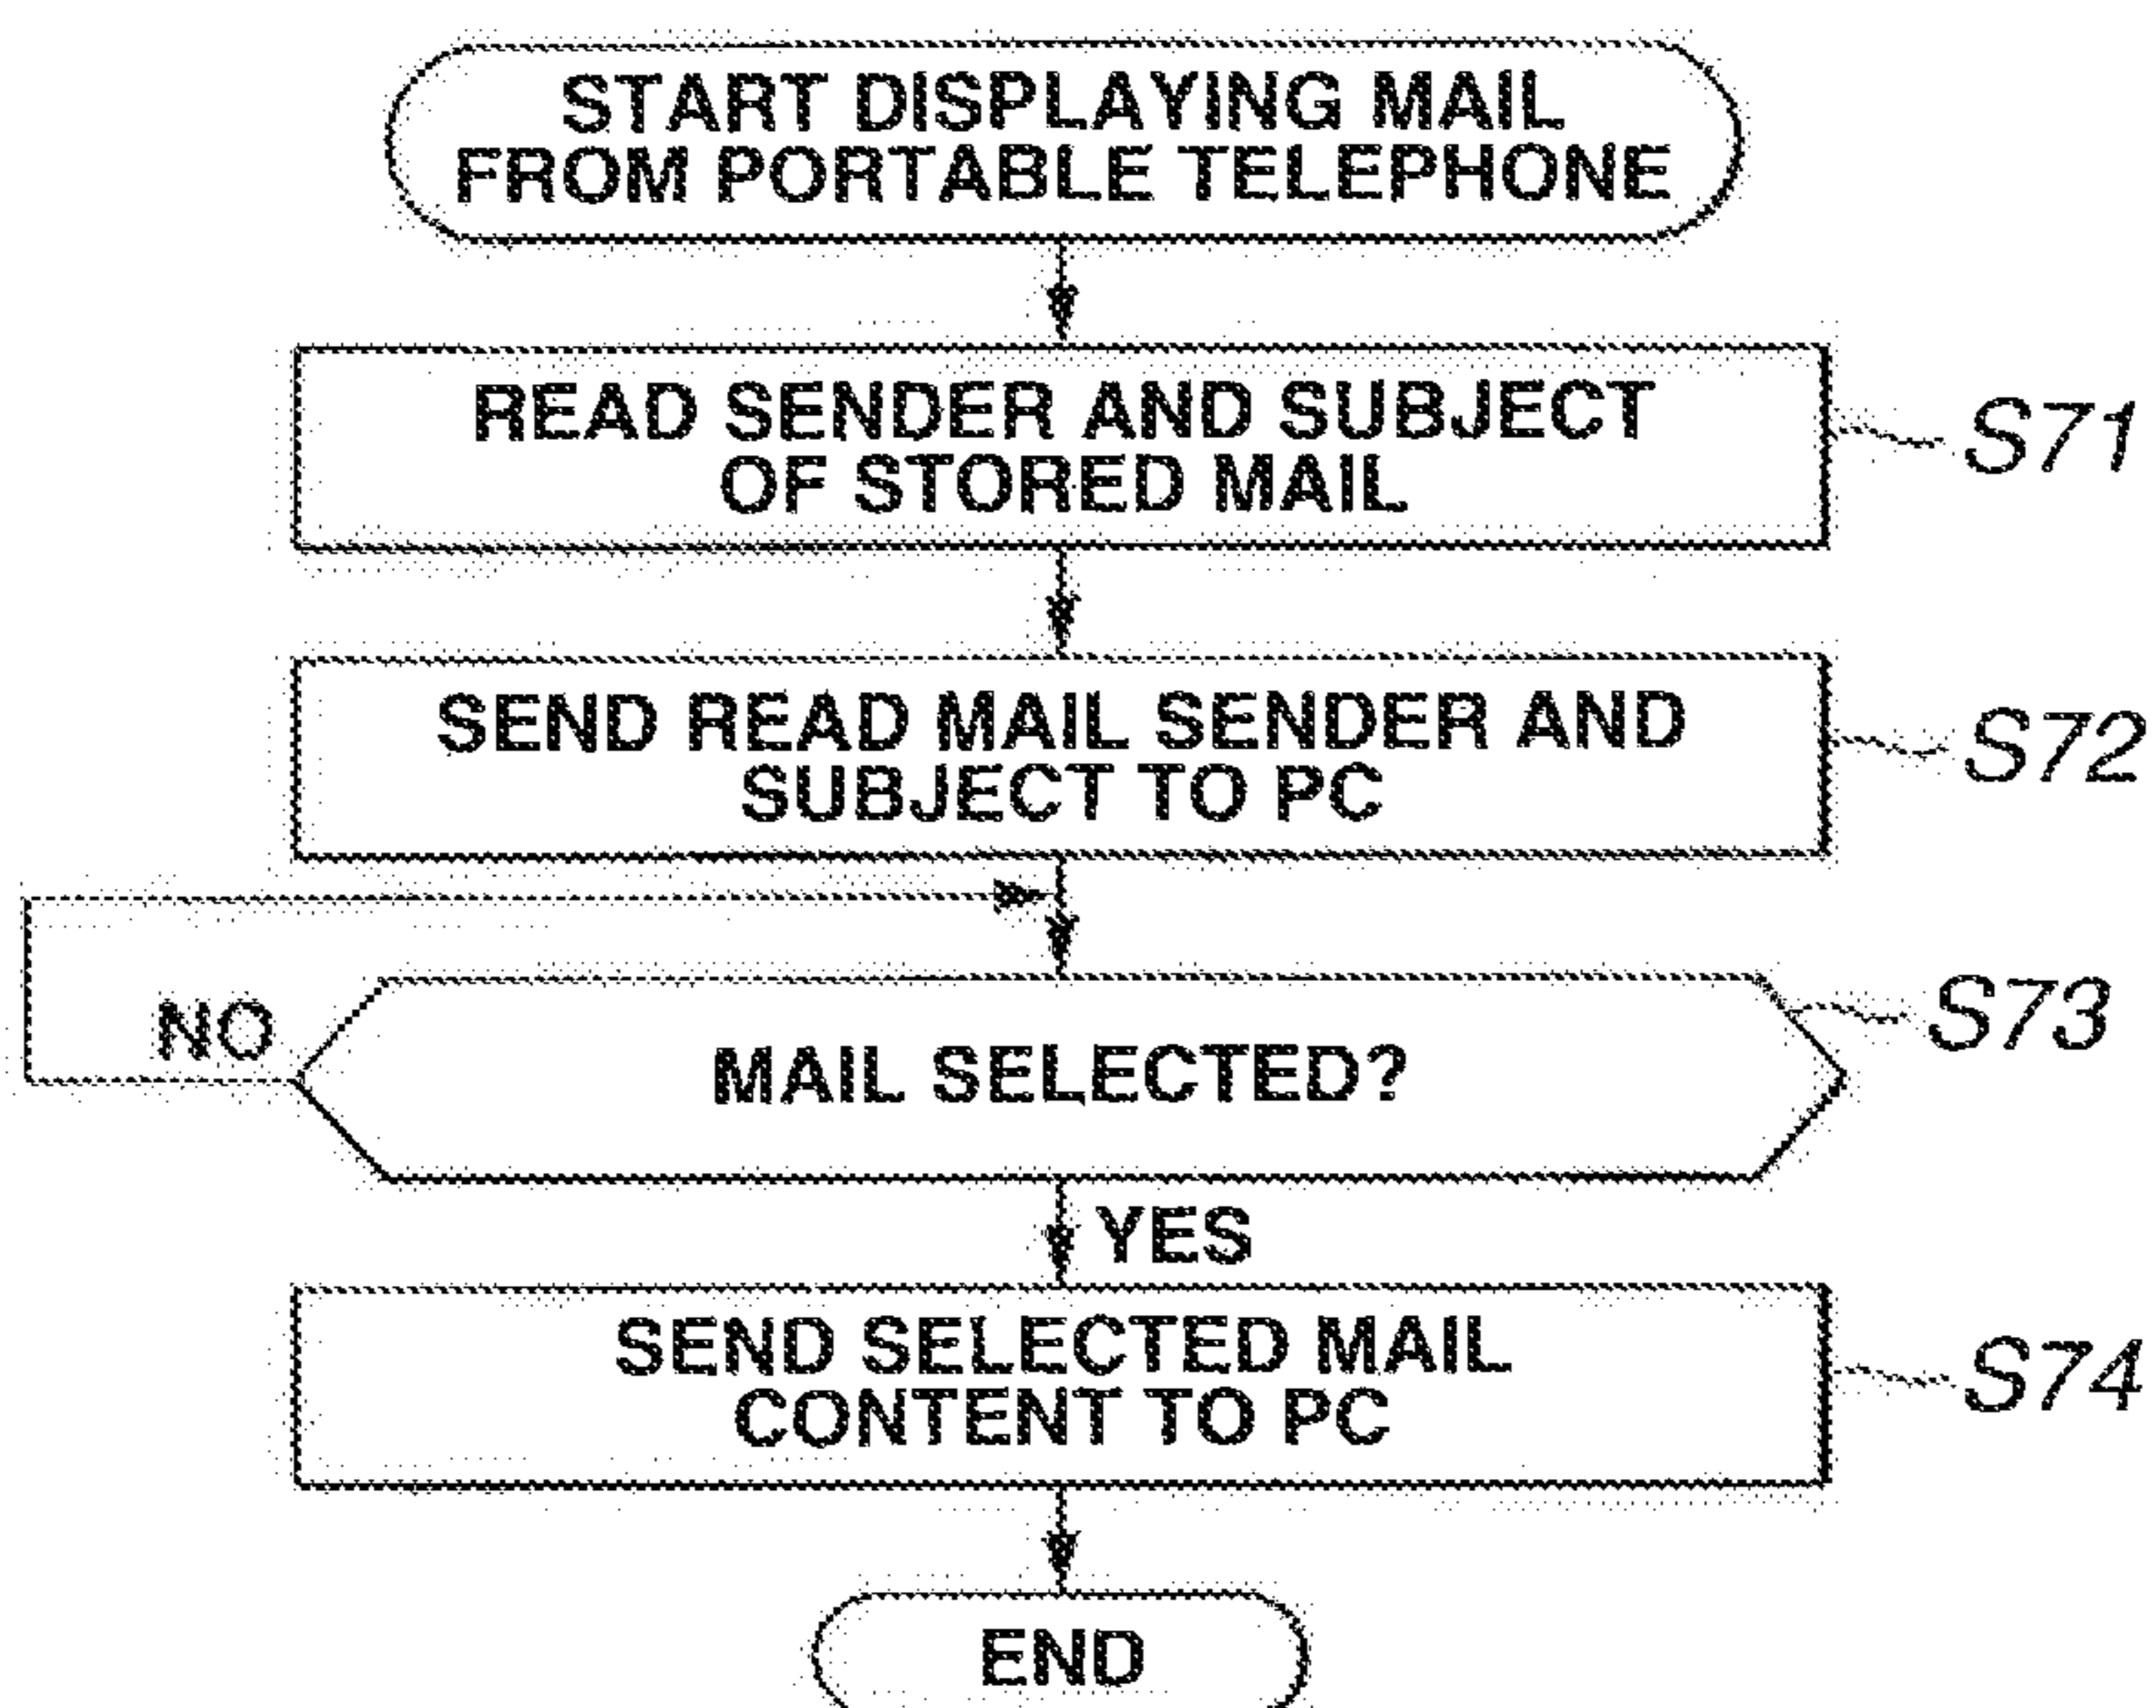 START DISPLAYING MAIL
FROM PORTABLE TELEPHONE
READ SENDER AND SUBJECT
OF STORED MAIL
S71
SEND READ MAIL SENDER AND
SUBJECT TO PC
S72
NO
MAIL SELECTED?
S73
YES
SEND SELECTED MAIL
CONTENT TO PC
S74
END